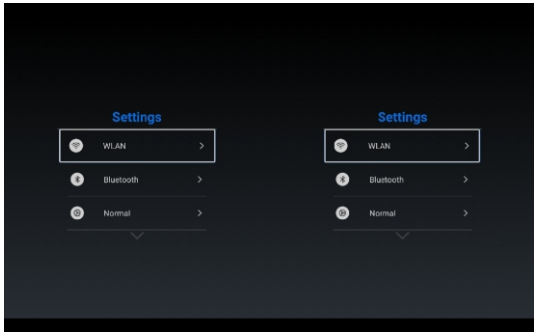 Settings
WLAN
Bluetooth
Normal
Settings
WLAN
Bluetooth
Normal